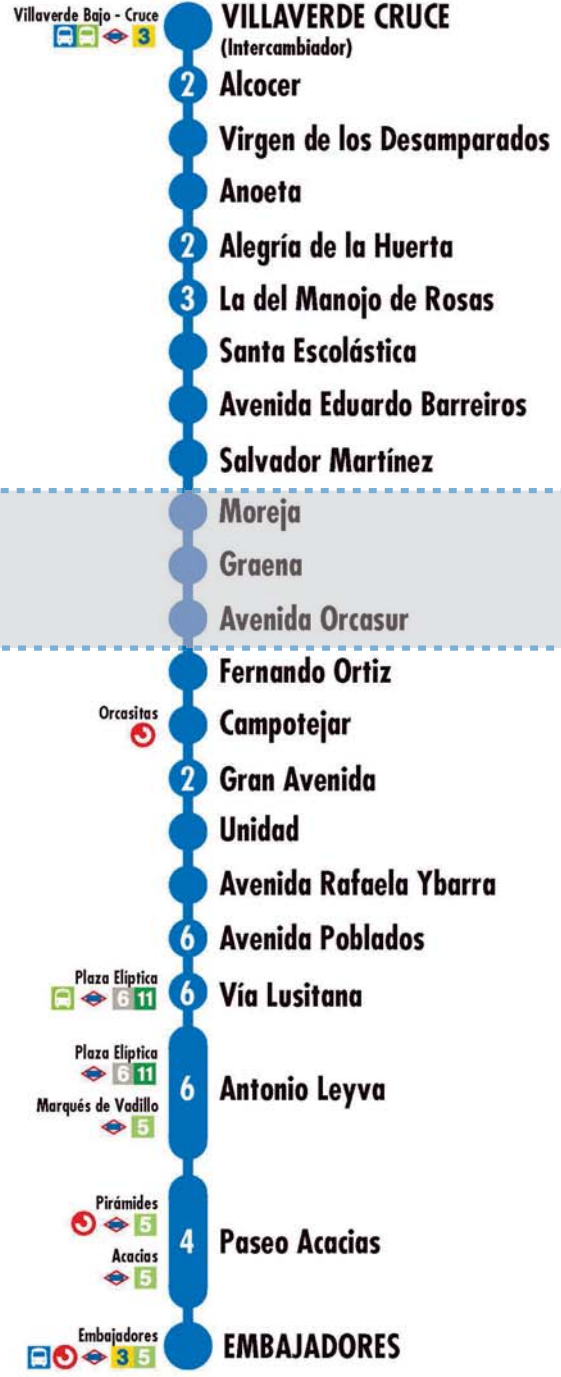 Villaverde Bajo - Cruce
3
VILLAVERDE CRUCE
(Intercambiador)
2 Alcocer
Virgen de los Desamparados
Anoeta
2 Alegría de la Huerta
3 La del Manojo de Rosas
Santa Escolástica
Avenida Eduardo Barreiros
Salvador Martínez
Moreja
Graena
Avenida Orcasur
Fernando Ortiz
Orcasitas
Campotejar
2 Gran Avenida
Unidad
Avenida Rafaela Ybarra
6 Avenida Poblados
Plaza Elíptica
6 11
6 Vía Lusitana
Plaza Elíptica
6 11
Marqués de Vadillo
5
6 Antonio Leyva
Pirámides
5
Acacias
5
4 Paseo Acacias
Embajadores
3 5
EMBAJADORES